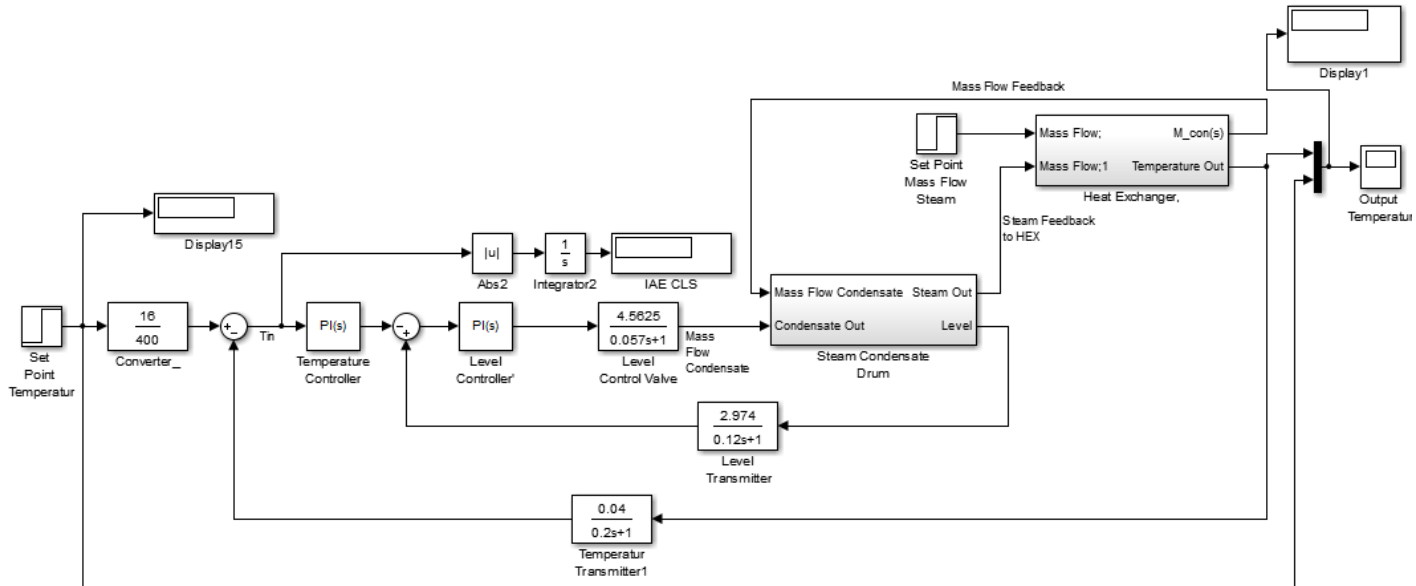 Display1
Mass Flow Feedback
Mass Flow;
M_con(s)
Mass Flow;1
Temperature Out
Heat Exchanger,
Set Point
Mass Flow
Steam
Output
Temperatur
Steam Feedback
to HEX
Display15
|u|
Abs2
1
s
Integrator2
IAE CLS
Set
Point
Temperatur
16
400
Converter_
+
-
Tin
PI(s)
Temperature
Controller
-
+
PI(s)
Level
Controller'
4.5625
0.057s+1
Level
Control Valve
Mass
Flow
Condensate
Mass Flow Condensate
Steam Out
Condensate Out
Level
Steam Condensate
Drum
2.974
0.12s+1
Level
Transmitter
0.04
0.2s+1
Temperatur
Transmitter1